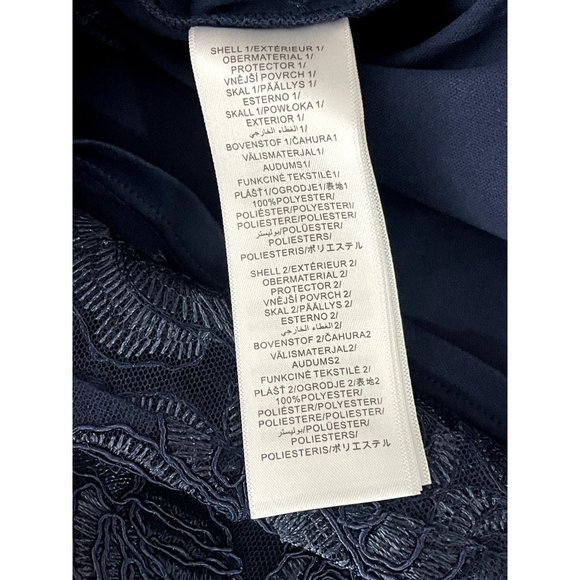 SHELL 1/EXTÉRIEUR 1/
OBERMATERIAL 1/
PROTECTOR 1/
VNĚJŠÍ POVRCH 1/
SKAL 1/PÄÄLLYS 1/
ESTERNO 1/
SKALL 1/POWŁOKA 1/
EXTERIOR 1/
الغطاء الخارجي 1/
BOVENSTOF 1/ČAHURA1
VÄLISMATERJAL1/
AUDUMS1/
FUNKCINĖ TEKSTILĖ1/
PLÁŠŤ1/OGRODJE1/表地1
100%POLYESTER/
POLIÉSTER/POLYESTERI/
POLIESTERE/POLYESTERI/
بوليستر/POLÜESTER/
POLIESTERS/
POLIESTERIS/ポリエステル
SHELL 2/EXTÉRIEUR 2/
OBERMATERIAL 2/
PROTECTOR 2/
VNĚJŠÍ POVRCH 2/
SKAL 2/PÄÄLLYS 2/
ESTERNO 2/
الغطاء الخارجي 2/
BOVENSTOF 2/ČAHURA2
VÄLISMATERJAL2/
AUDUMS2
FUNKCINĖ TEKSTILĖ 2/
PLÁŠŤ 2/OGRODJE 2/表地2
100%POLYESTER/
POLIÉSTER/POLYESTERI/
POLIESTERE/POLYESTER/
بوليستر/POLÜESTER/
POLIESTERS/
POLIESTERIS/ポリエステル